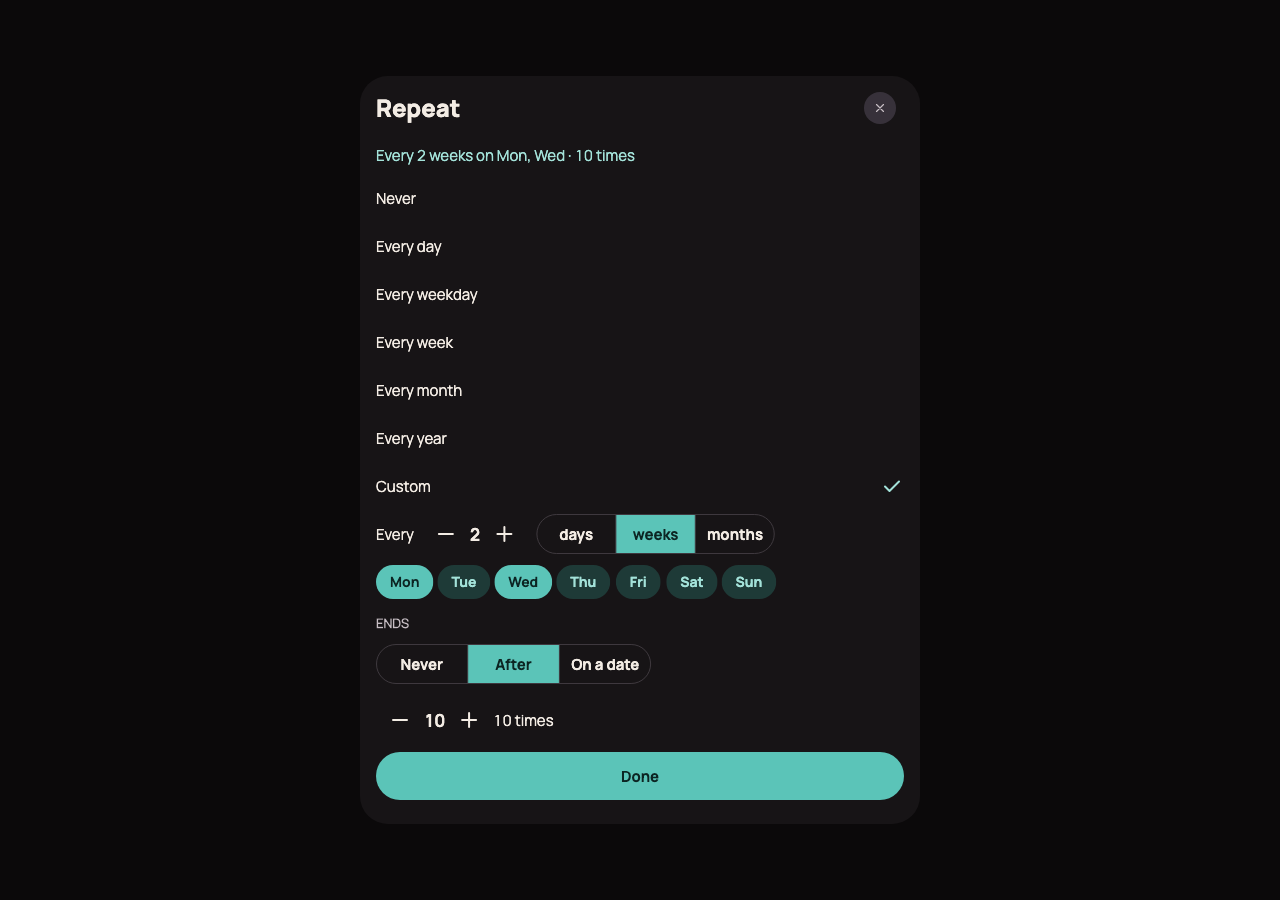 Repeat
Every 2 weeks on Mon, Wed · 10 times
Never
Every day
Every weekday
Every week
Every month
Every year
Custom
Every 2 days weeks months
Mon Tue Wed Thu Fri Sat Sun
ENDS
Never After On a date
10 10 times
Done